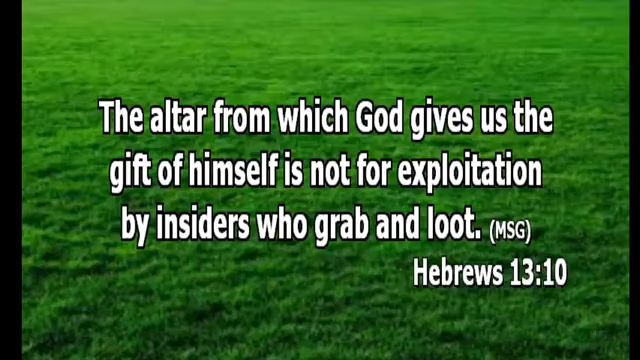 The altar from which God gives us the
gift of himself is not for exploitation
by insiders who grab and loot. (MSG)
Hebrews 13:10